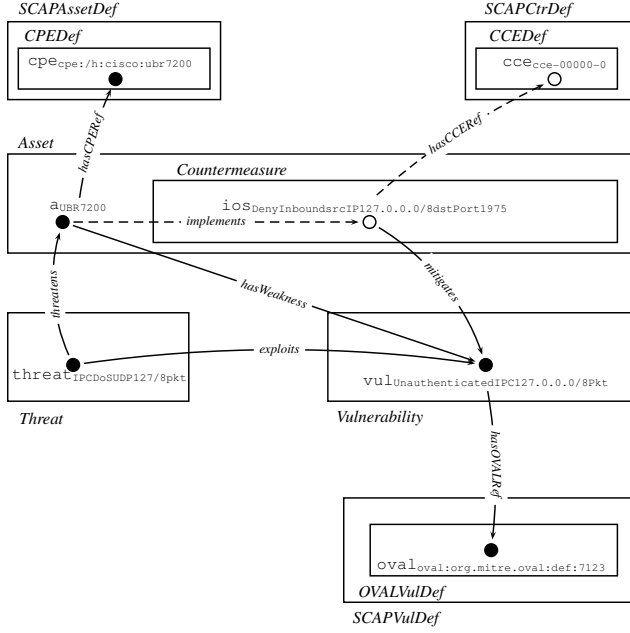 SCAPAssetDef
SCAPCtrDef
CPEDef
CCEDef
cpecpe:/h:cisco:ubr7200
ccecce-00000-0
hasCPERef
hasCCERef
Asset
Countermeasure
aUBR7200
iosDenyInboundsrcIP127.0.0.0/8dstPort1975
implements
threatens
hasWeakness
mitigates
exploits
threatIPCDoSUDP127/8pkt
vulUnauthenticatedIPC127.0.0.0/8Pkt
Threat
Vulnerability
hasOVALRef
ovaloval:org.mitre.oval:def:7123
OVALVulDef
SCAPVulDef